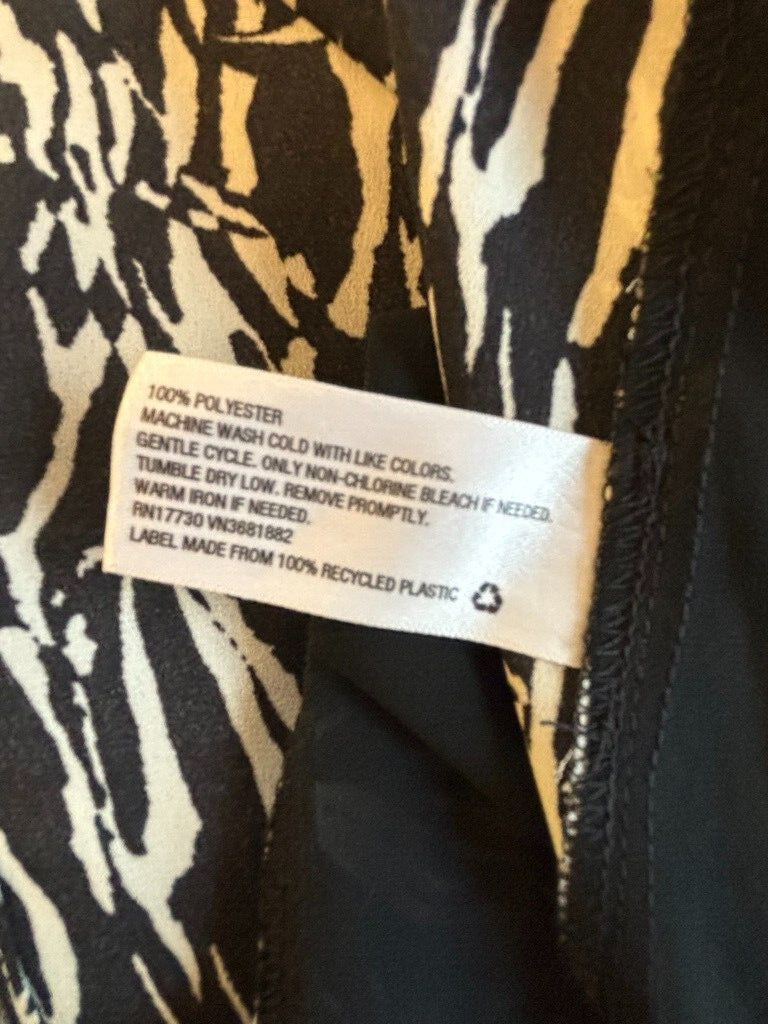 100% POLYESTER
MACHINE WASH COLD WITH LIKE COLORS.
GENTLE CYCLE. ONLY NON-CHLORINE BLEACH IF NEEDED.
TUMBLE DRY LOW. REMOVE PROMPTLY.
WARM IRON IF NEEDED.
RN17730 VN3681882
LABEL MADE FROM 100% RECYCLED PLASTIC